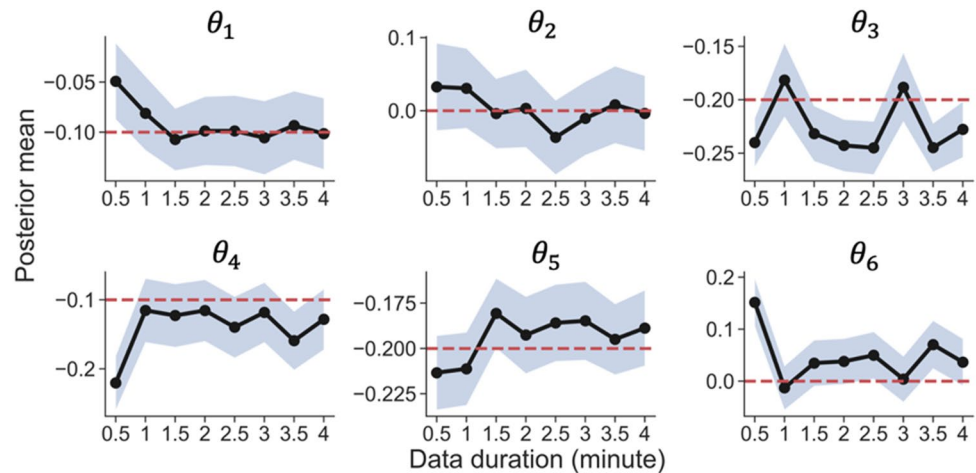 θ1
θ2
θ3
Posterior mean
−0.05
−0.10
0.5 1 1.5 2 2.5 3 3.5 4
0.1
0.0
0.5 1 1.5 2 2.5 3 3.5 4
−0.15
−0.20
−0.25
0.5 1 1.5 2 2.5 3 3.5 4
θ4
θ5
θ6
−0.1
−0.2
0.5 1 1.5 2 2.5 3 3.5 4
−0.175
−0.200
−0.225
0.5 1 1.5 2 2.5 3 3.5 4
0.2
0.1
0.0
0.5 1 1.5 2 2.5 3 3.5 4
Data duration (minute)